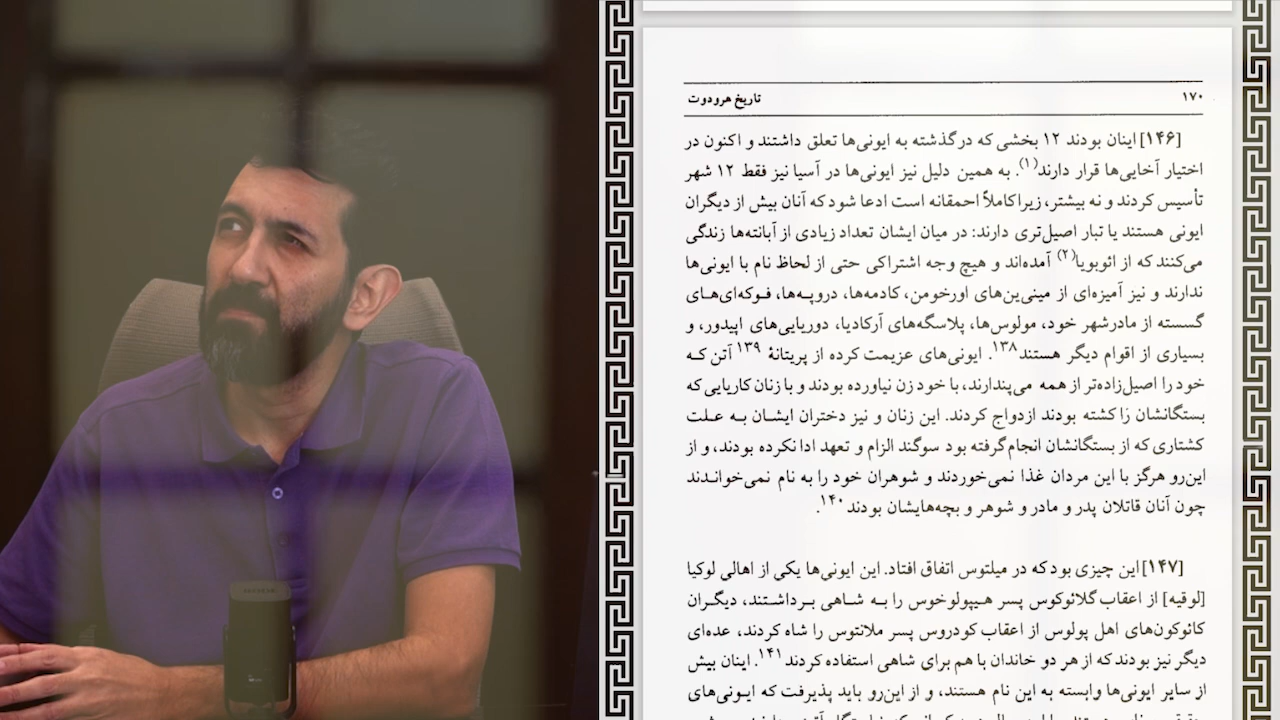 ۱۷۰ تاریخ هرودوت
[۱۴۶] اینان بودند ۱۲ بخشی که درگذشته به ایونی‌ها تعلق داشتند و اکنون در
اختیار آخایی‌ها قرار دارند(۱). به همین دلیل نیز ایونی‌ها در آسیا نیز فقط ۱۲ شهر
تأسیس کردند و نه بیشتر، زیرا کاملاً احمقانه است ادعا شود که آنان بیش از دیگران
ایونی هستند یا تبار اصیل‌تری دارند: در میان ایشان تعداد زیادی از آبانته‌ها زندگی
می‌کنند که از ائوبویا(۲) آمده‌اند و هیچ وجه اشتراکی حتی از لحاظ نام با ایونی‌ها
ندارند و نیز آمیزه‌ای از مینی‌ین‌های اورخومن، کادمه‌ها، دروپه‌ها، فوکه‌ای‌های
گسسته از مادرشهر خود، مولوس‌ها، پلاسگه‌های آرکادیا، دوریایی‌های اپیدور، و
بسیاری از اقوام دیگر هستند۱۳۸. ایونی‌های عزیمت کرده از پریتانهٔ ۱۳۹ آتن که
خود را اصیل‌زاده‌تر از همه می‌پندارند، با خود زن نیاورده بودند و با زنان کاریایی که
بستگانشان را کشته بودند ازدواج کردند. این زنان و نیز دختران ایشان به علت
کشتاری که از بستگانشان انجام گرفته بود سوگند الزام و تعهد ادا نکرده بودند، و از
این‌رو هرگز با این مردان غذا نمی‌خوردند و شوهران خود را به نام نمی‌خواندند
چون آنان قاتلان پدر و مادر و شوهر و بچه‌هایشان بودند ۱۴۰.
[۱۴۷] این چیزی بود که در میلتوس اتفاق افتاد. این ایونی‌ها یکی از اهالی لوکیا
[لوقیه] از اعقاب گلائوکوس پسر هیپولوخوس را به شاهی برداشتند، دیگران
کائوکون‌های اهل پولوس از اعقاب کودروس پسر ملانتوس را شاه کردند، عده‌ای
دیگر نیز بودند که از هر دو خاندان با هم برای شاهی استفاده کردند ۱۴۱. اینان بیش
از سایر ایونی‌ها وابسته به این نام هستند، و از این‌رو باید پذیرفت که ایونی‌های